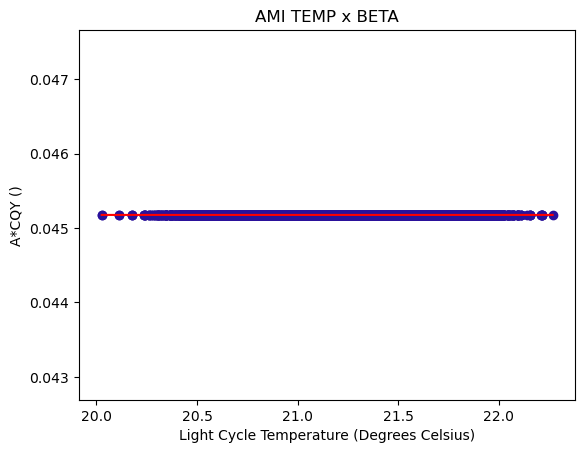 AMI TEMP x BETA
0.047
0.046
0.045
0.044
0.043
A*CQY ()
20.0 20.5 21.0 21.5 22.0
Light Cycle Temperature (Degrees Celsius)